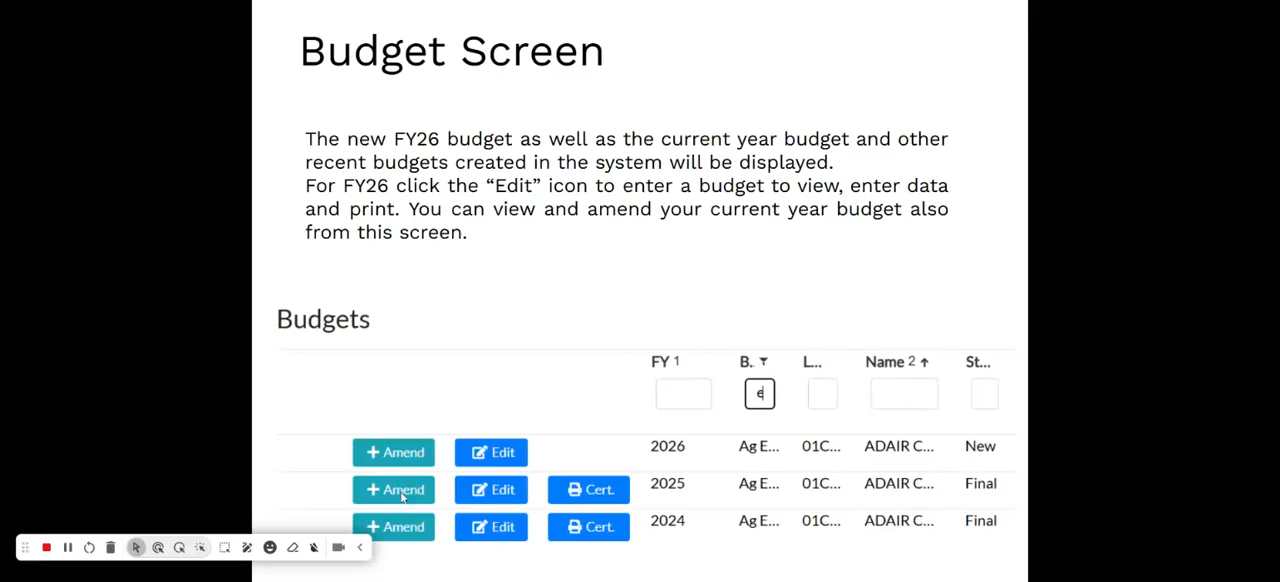 Budget Screen
The new FY26 budget as well as the current year budget and other
recent budgets created in the system will be displayed.
For FY26 click the “Edit” icon to enter a budget to view, enter data
and print. You can view and amend your current year budget also
from this screen.
Budgets
FY 1 B.. L... Name 2 St...
e
Amend Edit 2026 Ag E... 01C... ADAIR C... New
Amend Edit Cert. 2025 Ag E... 01C... ADAIR C... Final
Amend Edit Cert. 2024 Ag E... 01C... ADAIR C... Final